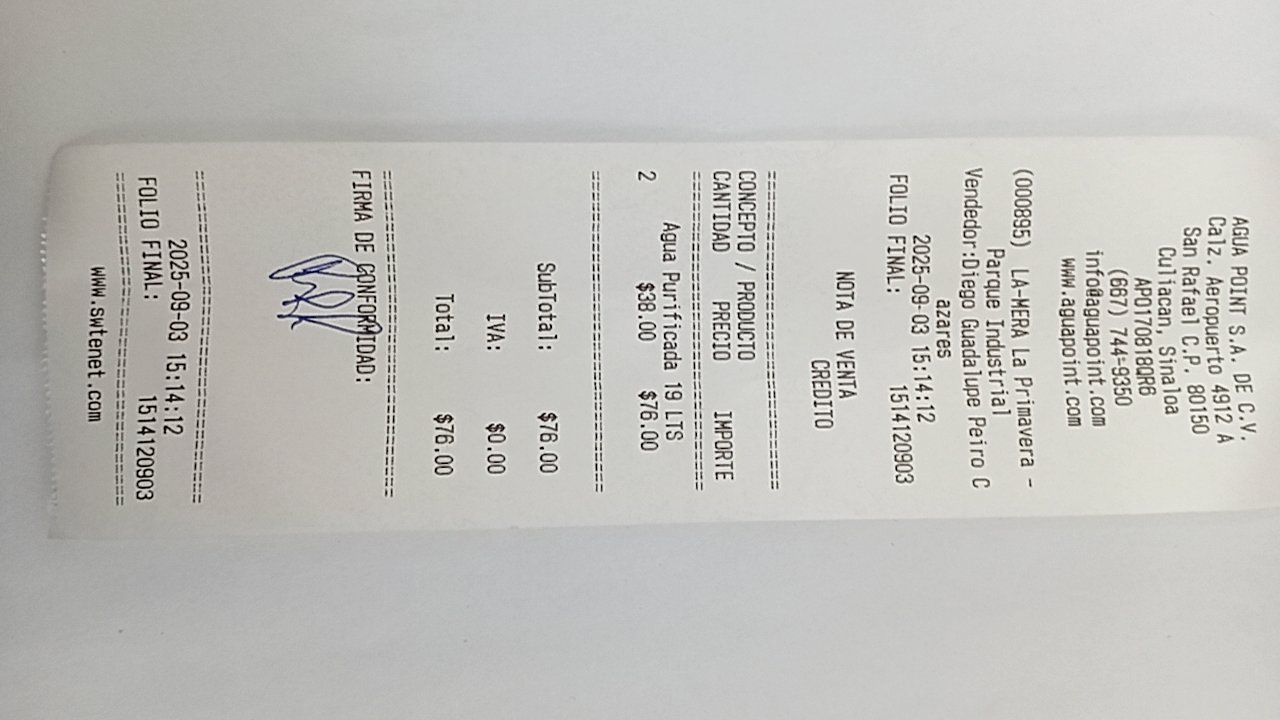 AGUA POINT S.A. DE C.V.
Calz. Aeropuerto 4912 A
San Rafael C.P. 80150
Culiacan, Sinaloa
APO170818QR6
(667) 744-9350
info@aguapoint.com
www.aguapoint.com
(000895) LA-MERA La Primavera -
Parque Industrial
Vendedor:Diego Guadalupe Peiro C
azares
2025-09-03 15:14:12
FOLIO FINAL: 1514120903
NOTA DE VENTA
CREDITO
================================
CONCEPTO / PRODUCTO
CANTIDAD PRECIO IMPORTE
================================
Agua Purificada 19 LTS
2 $38.00 $76.00
================================
SubTotal: $76.00
IVA: $0.00
Total: $76.00
================================
FIRMA DE CONFORMIDAD:
================================
2025-09-03 15:14:12
FOLIO FINAL: 1514120903
================================
www.swtenet.com